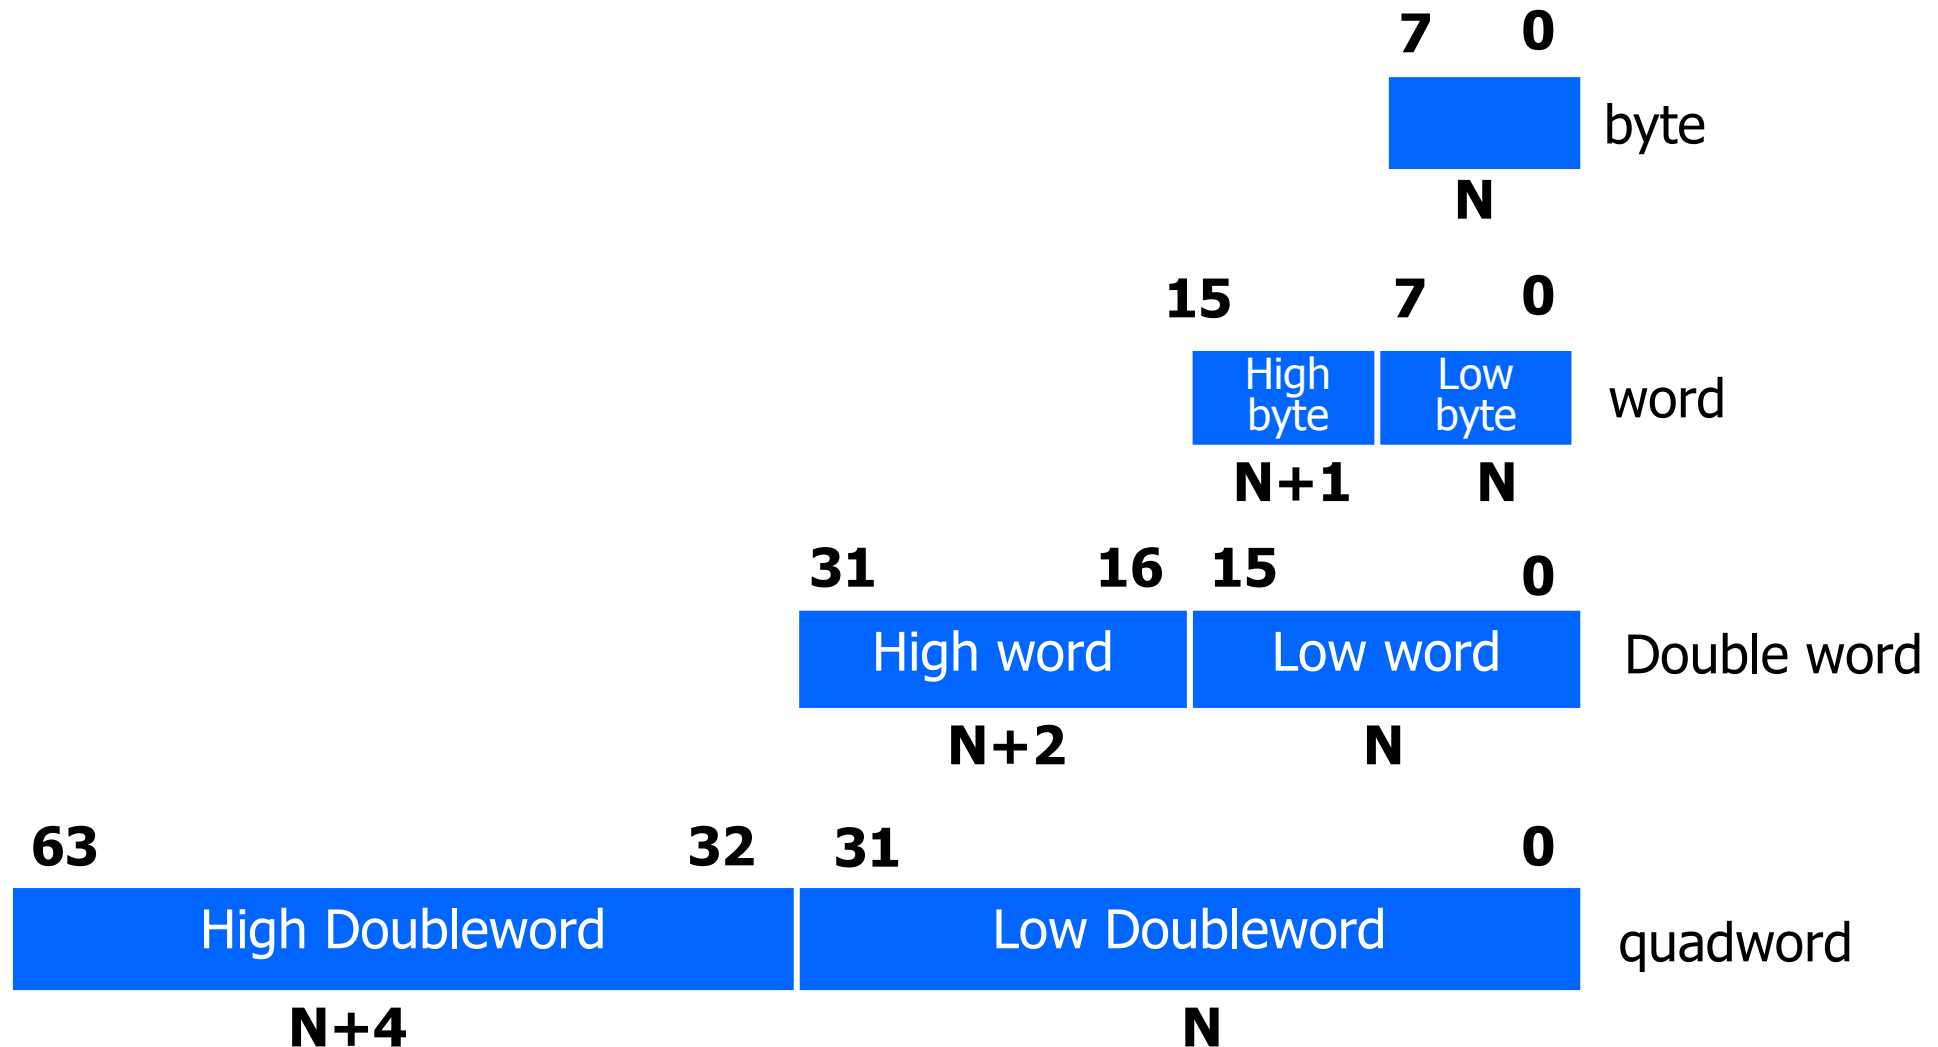 7 0
byte
N
15 7 0
High byte Low byte word
N+1 N
31 16 15 0
High word Low word Double word
N+2 N
63 32 31 0
High Doubleword Low Doubleword quadword
N+4 N